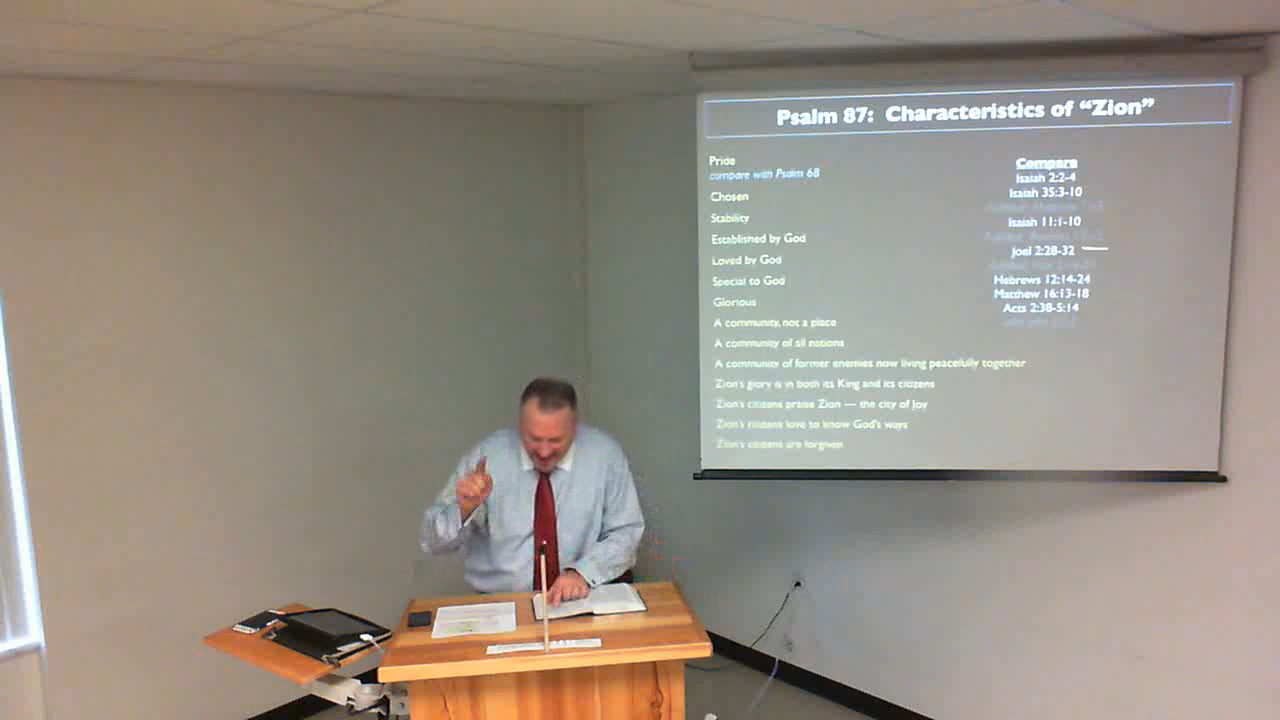 Psalm 87: Characteristics of “Zion”
Pride
compare with Psalm 68
Chosen
Stability
Established by God
Loved by God
Special to God
Glorious
A community, not a place
A community of all nations
A community of former enemies now living peacefully together
Zion's glory is in both its King and its citizens
Zion's citizens praise Zion — the city of Joy
Zion's citizens love to know God's ways
Zion's citizens are forgiven
Compare
Isaiah 2:2-4
Isaiah 35:3-10
Isaiah 11:1-10
Joel 2:28-32
Hebrews 12:14-24
Matthew 16:13-18
Acts 2:38-5:14